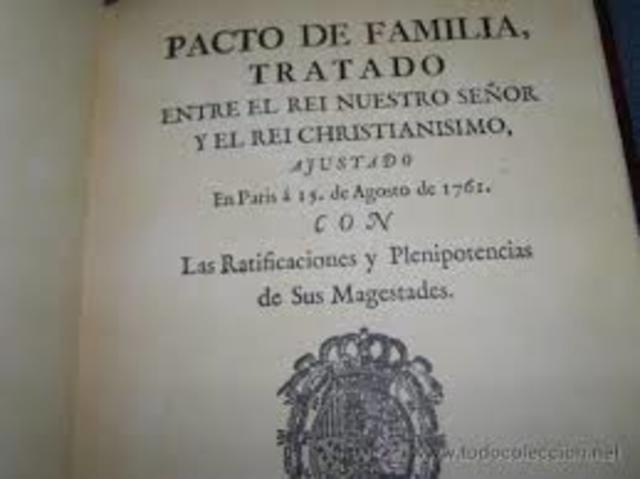 PACTO DE FAMILIA,
TRATADO
ENTRE EL REI NUESTRO SEÑOR
Y EL REI CHRISTIANISIMO,
AJUSTADO
En Paris á 15. de Agosto de 1761.
CON
Las Ratificaciones y Plenipotencias
de Sus Magestades.
www.todocoleccion.net